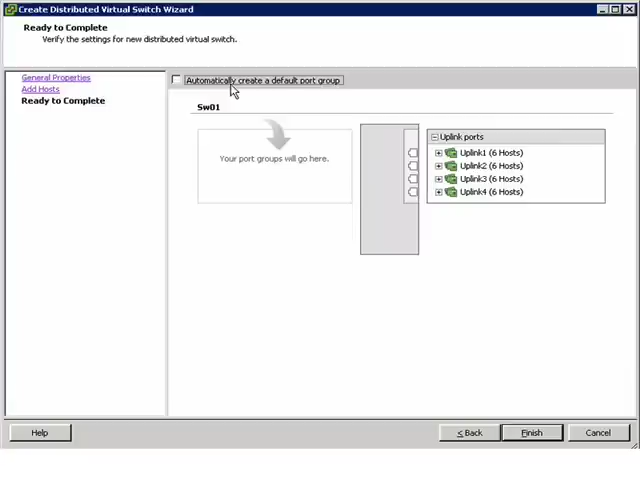 Create Distributed Virtual Switch Wizard
Ready to Complete
Verify the settings for new distributed virtual switch.
General Properties
Add Hosts
Ready to Complete
Automatically create a default port group
Sw01
Your port groups will go here.
Uplink ports
Uplink1 (6 Hosts)
Uplink2 (6 Hosts)
Uplink3 (6 Hosts)
Uplink4 (6 Hosts)
Help
< Back
Finish
Cancel